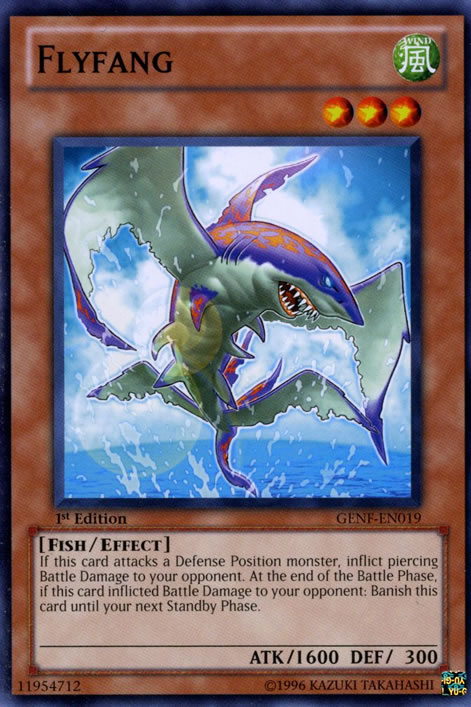 FLYFANG
WIND
風
1st Edition
GENF-EN019
[FISH/EFFECT]
If this card attacks a Defense Position monster, inflict piercing
Battle Damage to your opponent. At the end of the Battle Phase,
if this card inflicted Battle Damage to your opponent: Banish this
card until your next Standby Phase.
ATK/1600 DEF/ 300
11954712
©1996 KAZUKI TAKAHASHI